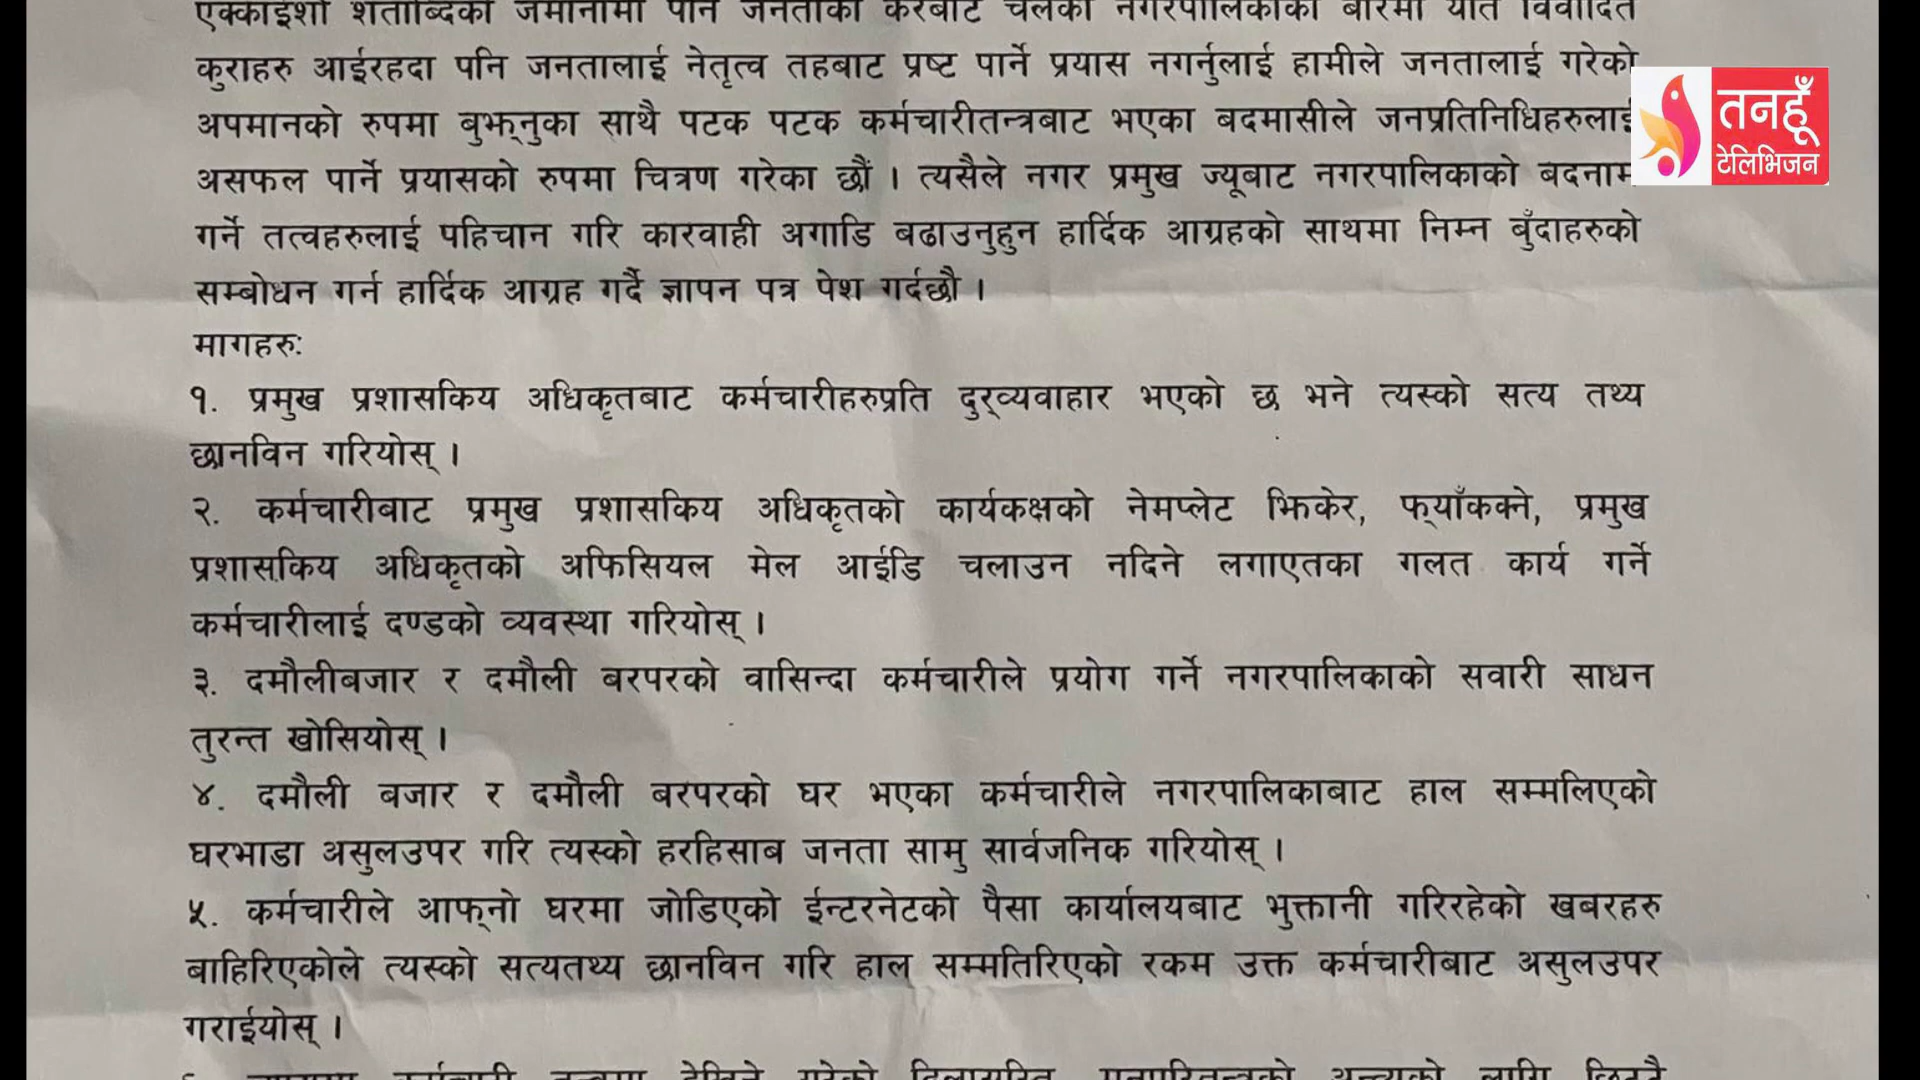 एक्काइशौ शताब्दिको जमानामा पनि जनताको करबाट चलेको नगरपालिकाको बारेमा यति विवादित
कुराहरु आईरहदा पनि जनतालाई नेतृत्व तहबाट प्रष्ट पार्ने प्रयास नगर्नुलाई हामीले जनतालाई गरेको
अपमानको रुपमा बुझ्नुका साथै पटक पटक कर्मचारीतन्त्रबाट भएका बदमासीले जनप्रतिनिधिहरुलाई
असफल पार्ने प्रयासको रुपमा चित्रण गरेका छौं । त्यसैले नगर प्रमुख ज्यूबाट नगरपालिकाको बदनाम
गर्ने तत्वहरुलाई पहिचान गरि कारवाही अगाडि बढाउनुहुन हार्दिक आग्रहको साथमा निम्न बुँदाहरुको
सम्बोधन गर्न हार्दिक आग्रह गर्दै ज्ञापन पत्र पेश गर्दछौ ।
तनहूँ
टेलिभिजन
मागहरु:
१. प्रमुख प्रशासकिय अधिकृतबाट कर्मचारीहरुप्रति दुर्‍व्यवाहार भएको छ भने त्यस्को सत्य तथ्य
छानविन गरियोस् ।
२. कर्मचारीबाट प्रमुख प्रशासकिय अधिकृतको कार्यकक्षको नेमप्लेट झिकेर, फ्याँकक्ने, प्रमुख
प्रशासकिय अधिकृतको अफिसियल मेल आईडि चलाउन नदिने लगाएतका गलत कार्य गर्ने
कर्मचारीलाई दण्डको व्यवस्था गरियोस् ।
३. दमौलीबजार र दमौली बरपरको वासिन्दा कर्मचारीले प्रयोग गर्ने नगरपालिकाको सवारी साधन
तुरन्त खोसियोस् ।
४. दमौली बजार र दमौली बरपरको घर भएका कर्मचारीले नगरपालिकाबाट हाल सम्मलिएको
घरभाडा असुलउपर गरि त्यस्को हरहिसाब जनता सामु सार्वजनिक गरियोस् ।
५. कर्मचारीले आफ्नो घरमा जोडिएको ईन्टरनेटको पैसा कार्यालयबाट भुक्तानी गरिरहेको खबरहरु
बाहिरिएकोले त्यस्को सत्यतथ्य छानविन गरि हाल सम्मतिरिएको रकम उक्त कर्मचारीबाट असुलउपर
गराईयोस् ।